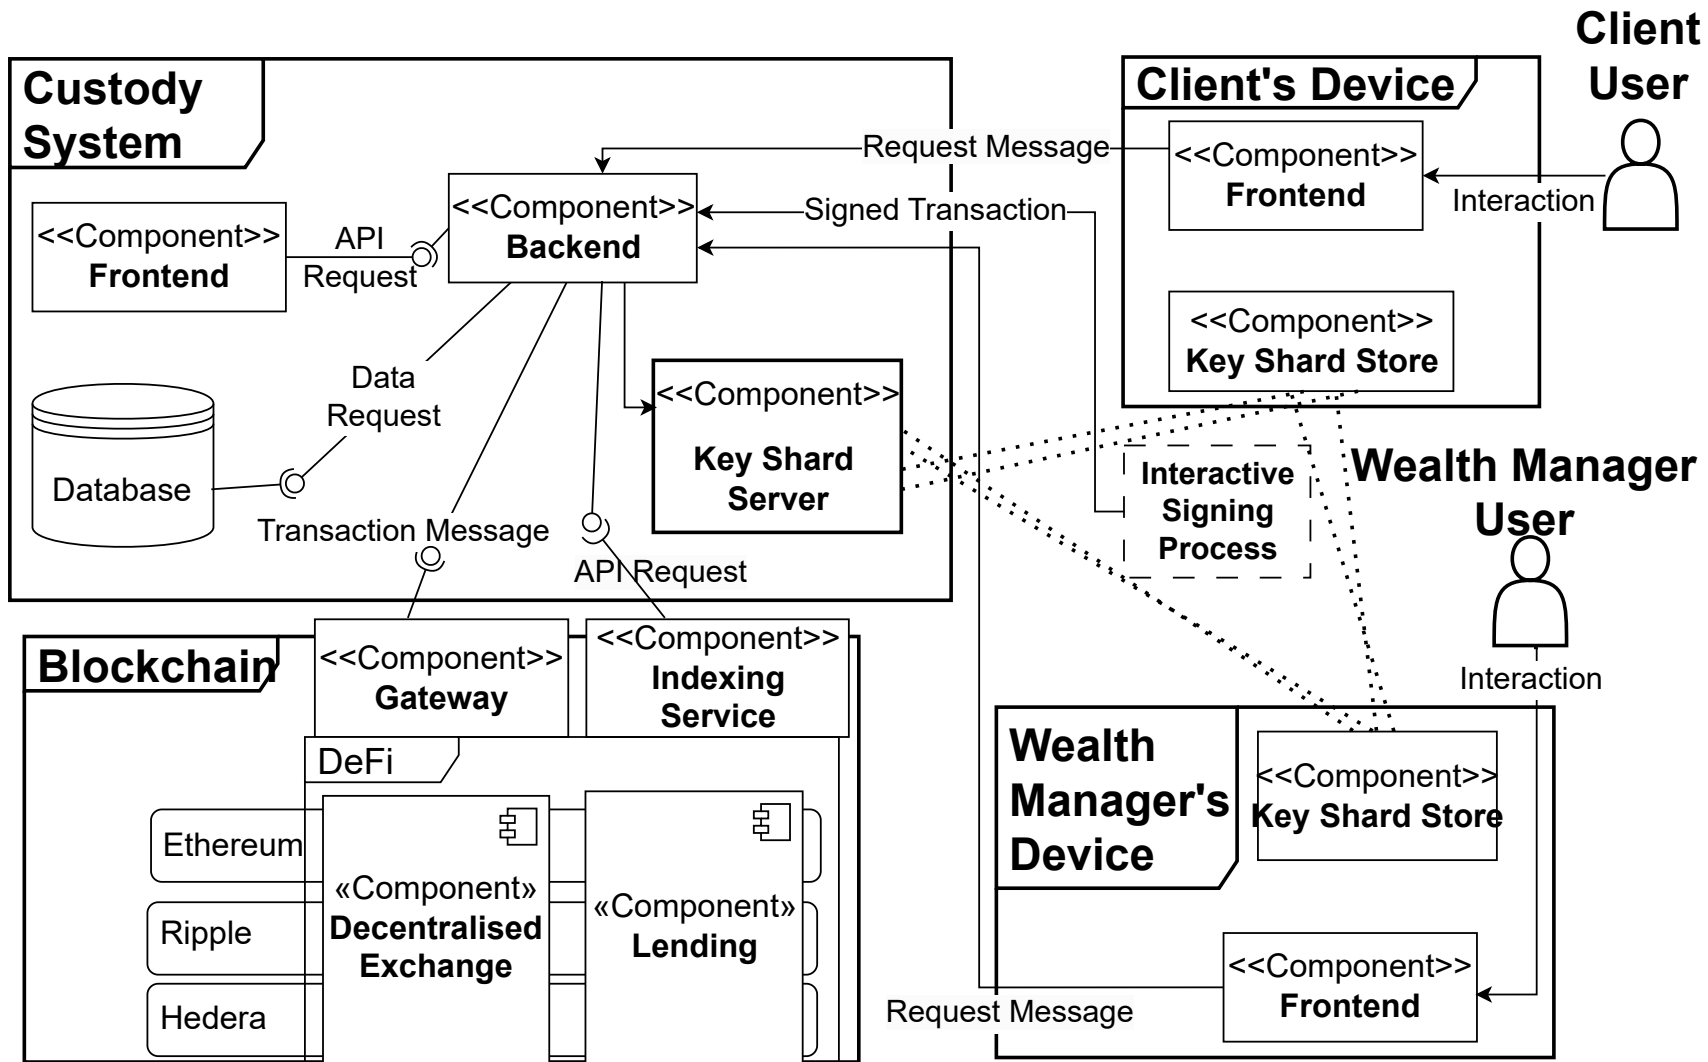 Custody
System
<<Component>>
Frontend
API
Request
<<Component>>
Backend
Data
Request
Database
Transaction Message
API Request
<<Component>>
Key Shard
Server
Request Message
Signed Transaction
Client's Device
<<Component>>
Frontend
<<Component>>
Key Shard Store
Client
User
Interaction
Interactive
Signing
Process
Wealth Manager
User
Interaction
Wealth
Manager's
Device
<<Component>>
Key Shard Store
<<Component>>
Frontend
Request Message
Blockchain
<<Component>>
Gateway
<<Component>>
Indexing
Service
DeFi
Ethereum
Ripple
Hedera
«Component»
Decentralised
Exchange
«Component»
Lending